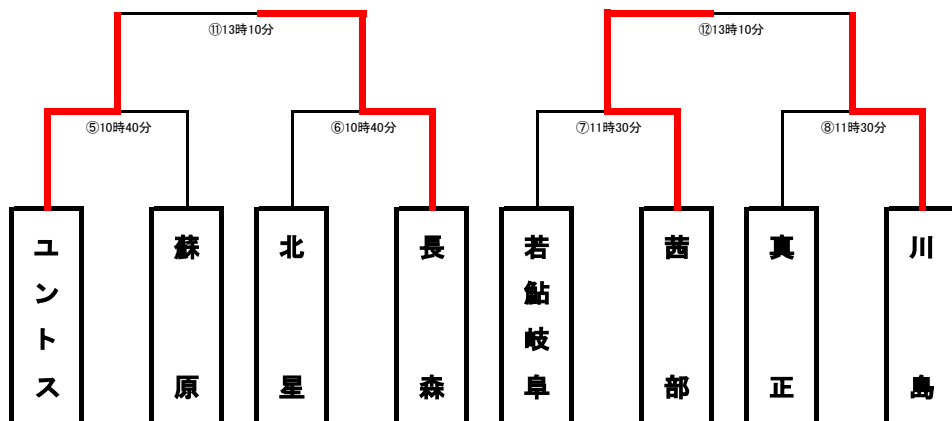 ⑪13時10分
⑫13時10分
⑤10時40分
⑥10時40分
⑦11時30分
⑧11時30分
ユントス
蘇原
北星
長森
若鮎岐阜
茜部
真正
川島